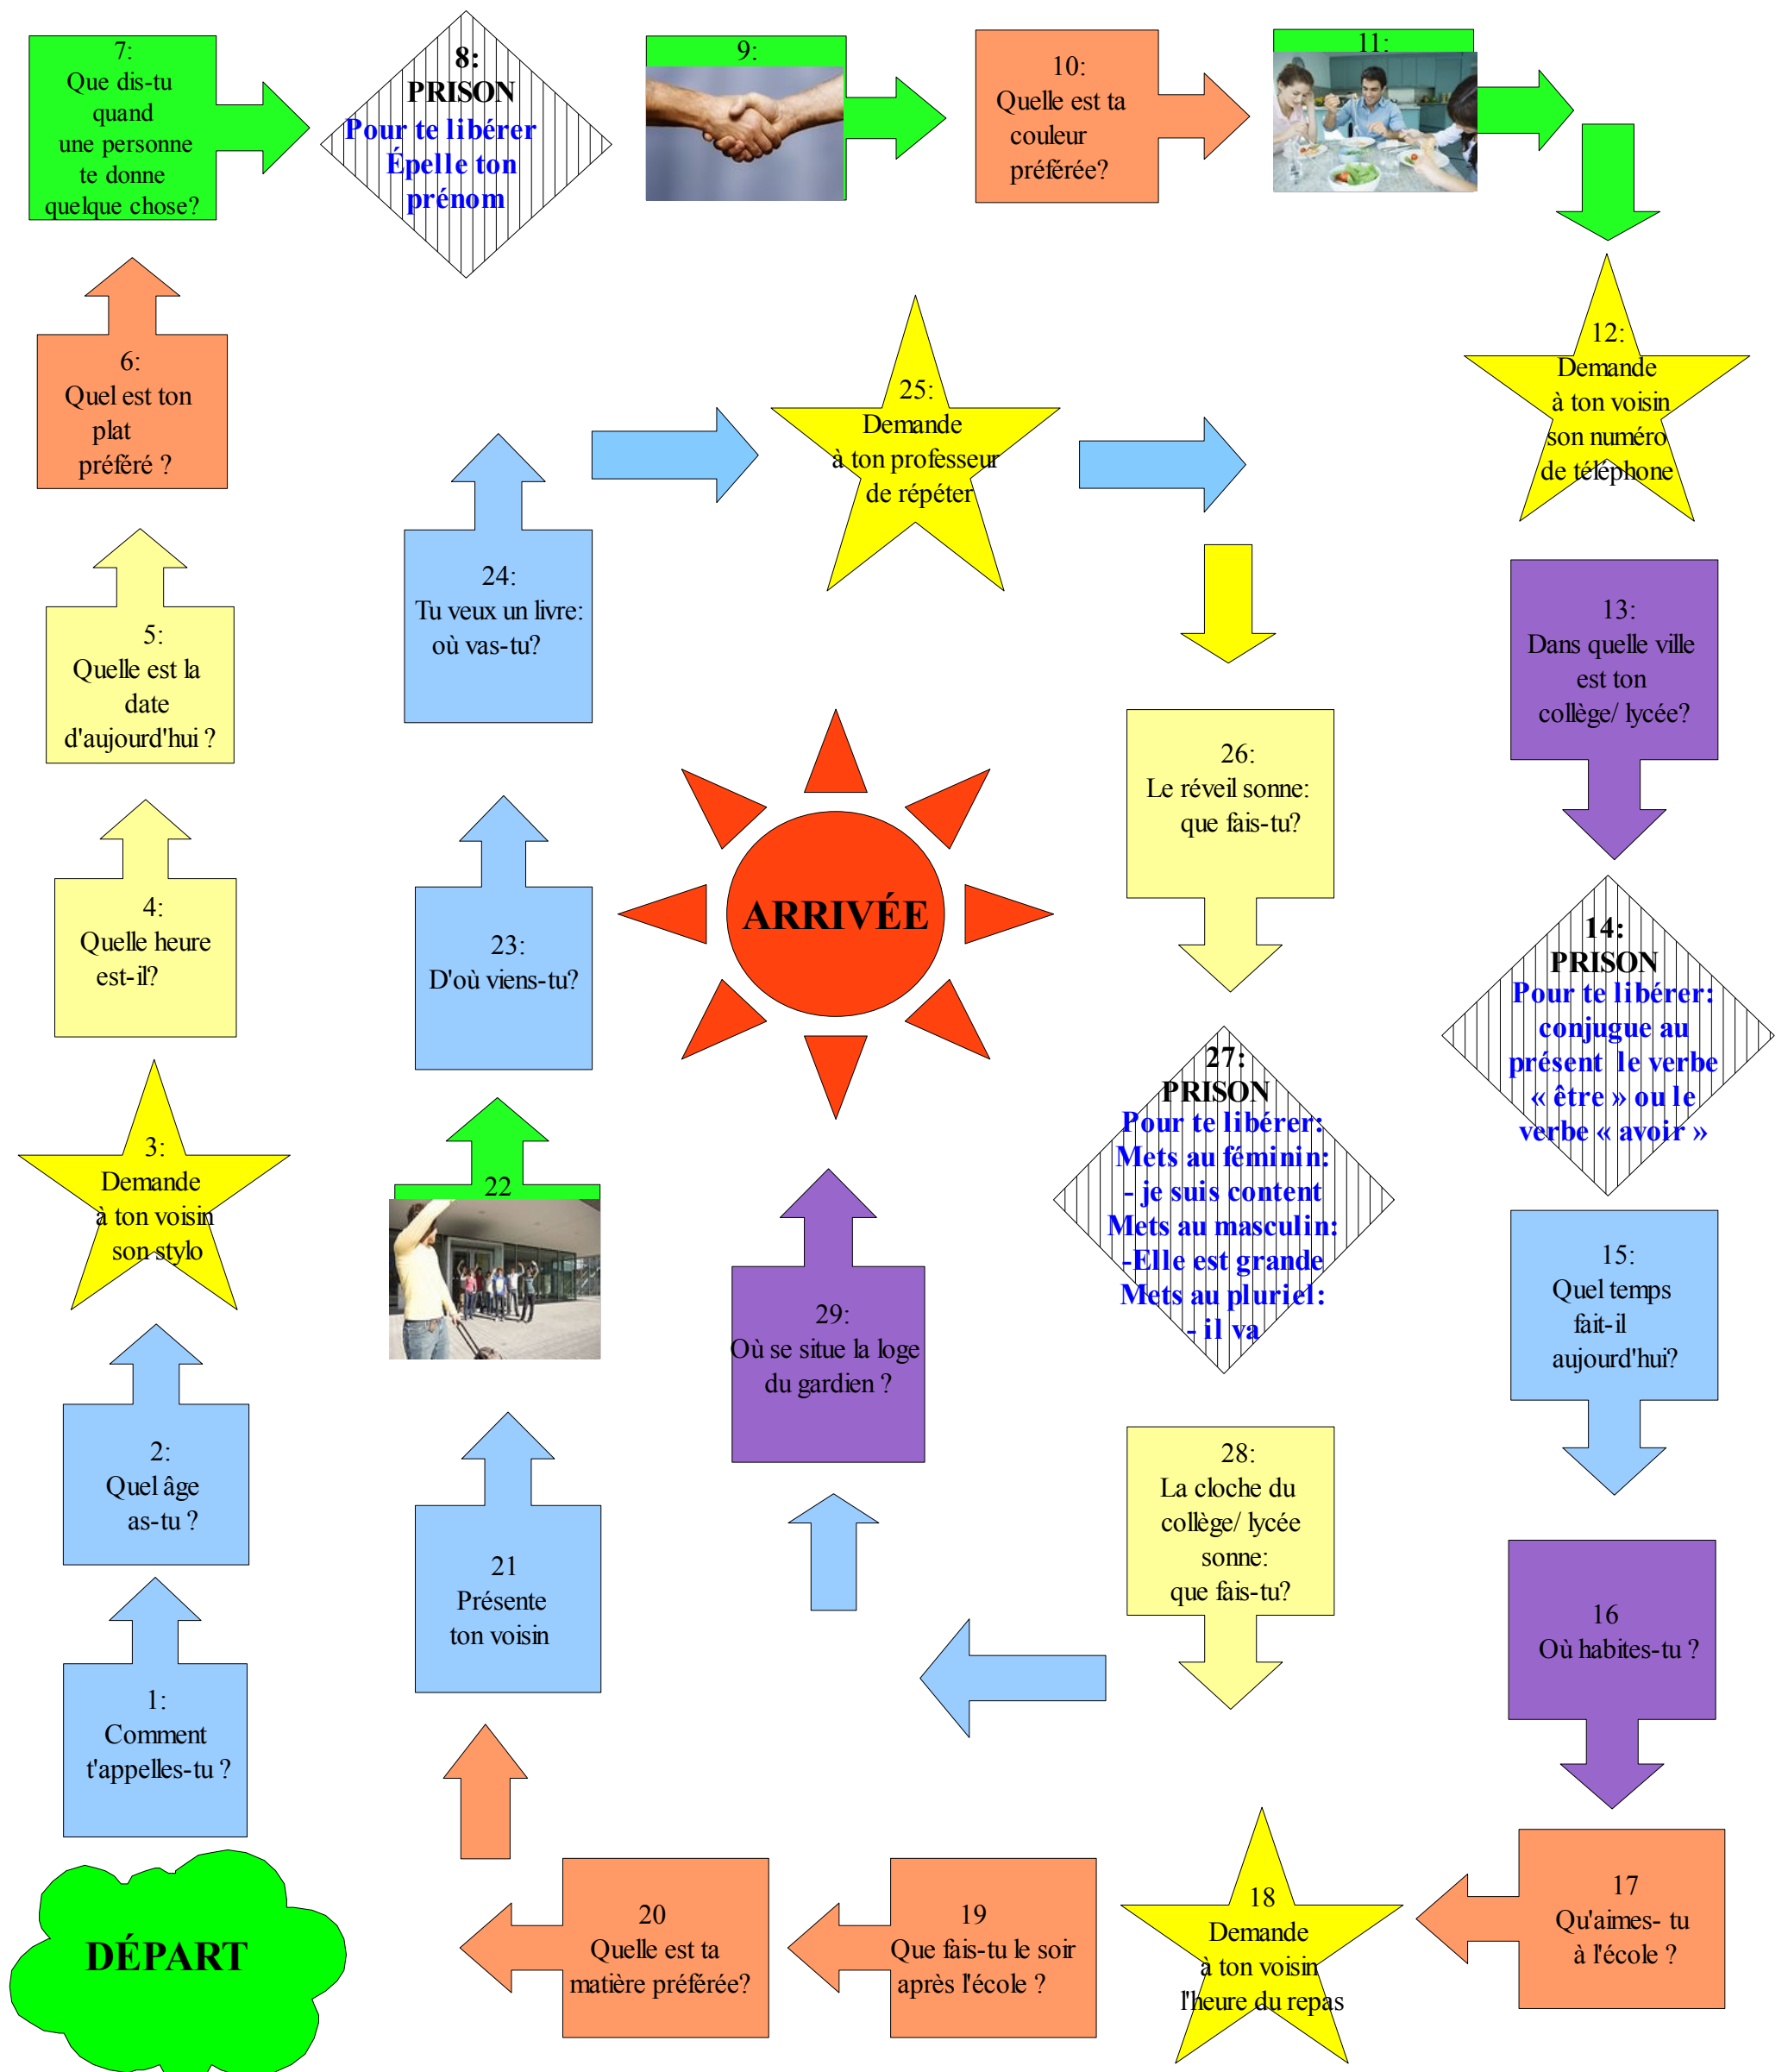 DÉPART
1:
Comment
t'appelles-tu ?
2:
Quel âge
as-tu ?
3:
Demande
à ton voisin
son stylo
4:
Quelle heure
est-il?
5:
Quelle est la
date
d'aujourd'hui ?
6:
Quel est ton
plat
préféré ?
7:
Que dis-tu
quand
une personne
te donne
quelque chose?
8:
PRISON
Pour te libérer
Épelle ton
prénom
9:
10:
Quelle est ta
couleur
préférée?
11:
12:
Demande
à ton voisin
son numéro
de téléphone
13:
Dans quelle ville
est ton
collège/ lycée?
14:
PRISON
Pour te libérer:
conjugue au
présent le verbe
« être » ou le
verbe « avoir »
15:
Quel temps
fait-il
aujourd'hui?
16
Où habites-tu ?
17
Qu'aimes- tu
à l'école ?
18
Demande
à ton voisin
l'heure du repas
19
Que fais-tu le soir
après l'école ?
20
Quelle est ta
matière préférée?
21
Présente
ton voisin
22
23:
D'où viens-tu?
24:
Tu veux un livre:
où vas-tu?
25:
Demande
à ton professeur
de répéter
26:
Le réveil sonne:
que fais-tu?
27:
PRISON
Pour te libérer:
Mets au féminin:
- je suis content
Mets au masculin:
-Elle est grande
Mets au pluriel:
- il va
28:
La cloche du
collège/ lycée
sonne:
que fais-tu?
29:
Où se situe la loge
du gardien ?
ARRIVÉE